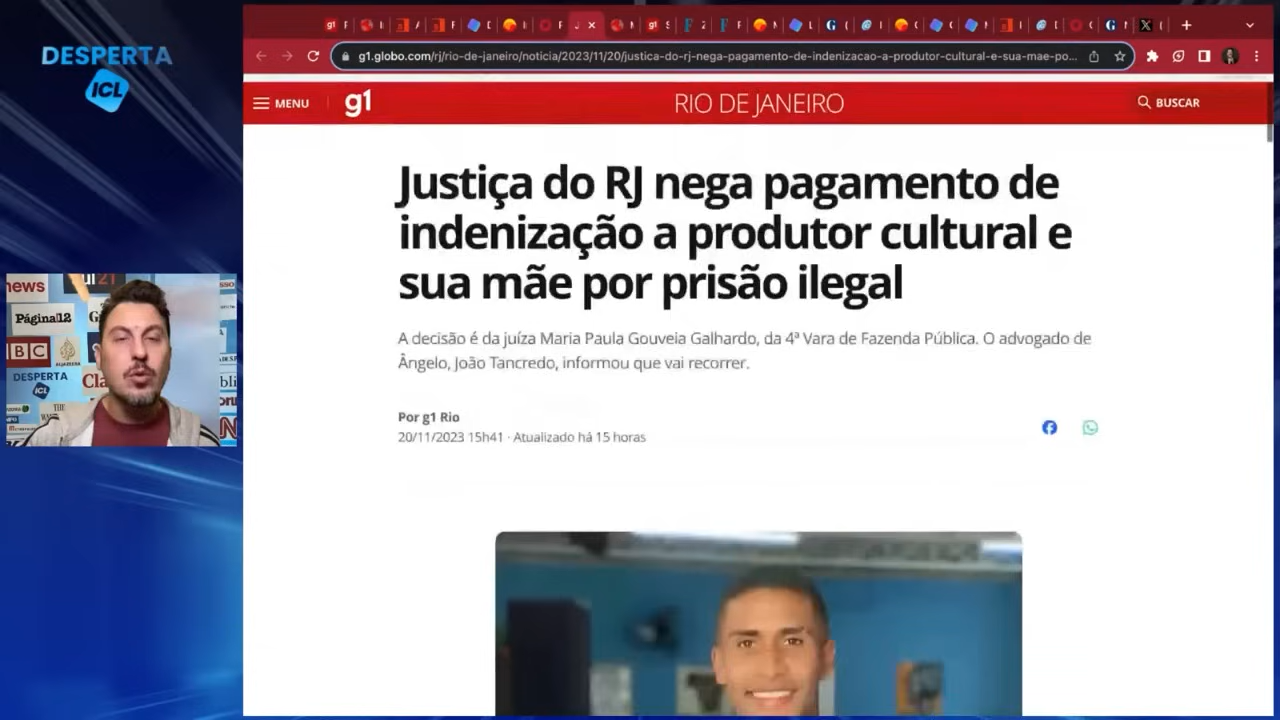 DESPERTA
ICL
g1.globo.com/rj/rio-de-janeiro/noticia/2023/11/20/justica-do-rj-nega-pagamento-de-indenizacao-a-produtor-cultural-e-sua-mae-po...
MENU
g1
RIO DE JANEIRO
BUSCAR
Justiça do RJ nega pagamento de
indenização a produtor cultural e
sua mãe por prisão ilegal
A decisão é da juíza Maria Paula Gouveia Galhardo, da 4ª Vara de Fazenda Pública. O advogado de
Ângelo, João Tancredo, informou que vai recorrer.
Por g1 Rio
20/11/2023 15h41 · Atualizado há 15 horas
news
Página12
BC
DESPERTA
ICL